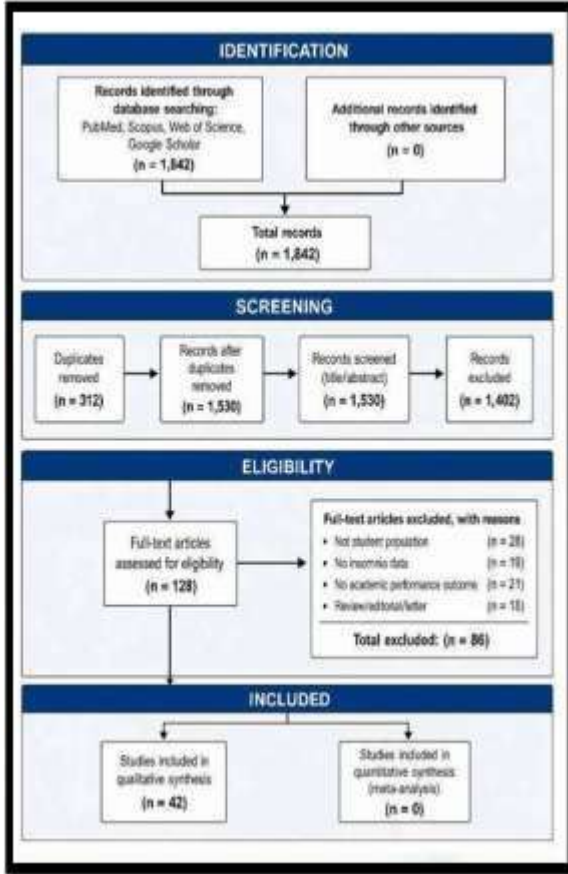 IDENTIFICATION
Records identified through
database searching:
PubMed, Scopus, Web of Science,
Google Scholar
(n = 1,842)
Additional records identified
through other sources
(n = 0)
Total records
(n = 1,842)
SCREENING
Duplicates
removed
(n = 312)
Records after
duplicates
removed
(n = 1,530)
Records screened
(title/abstract)
(n = 1,530)
Records
excluded
(n = 1,402)
ELIGIBILITY
Full-text articles
assessed for eligibility
(n = 128)
Full-text articles excluded, with reasons
• Not student population (n = 28)
• No insomnia data (n = 19)
• No academic performance outcome (n = 21)
• Review/editorial/letter (n = 18)
Total excluded: (n = 86)
INCLUDED
Studies included in
qualitative synthesis
(n = 42)
Studies included in
quantitative synthesis
(meta-analysis)
(n = 0)